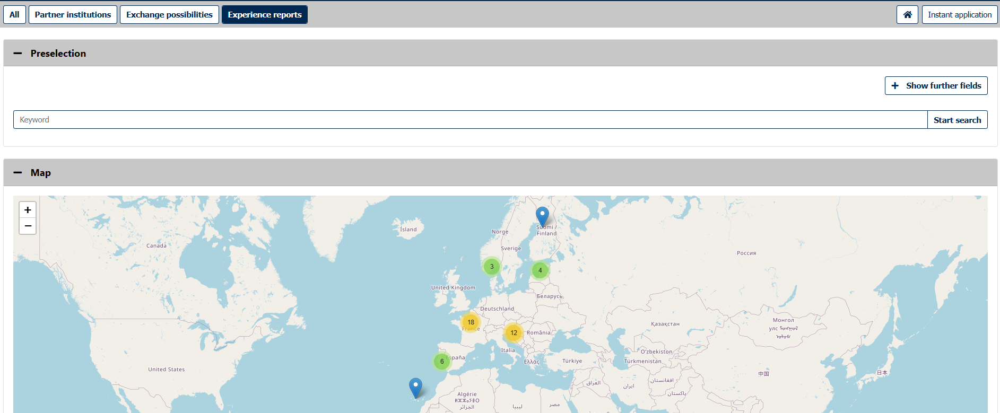 All Partner institutions Exchange possibilities Experience reports Instant application
Preselection
+ Show further fields
Keyword Start search
Map
+
−
Ísland
Suomi /
Finland
Norge
Canada
Sverige
Россия
3
4
United Kingdom
Беларусь
Deutschland
18
France
Қазақстан
Монгол
улс
12
România
Italia
O‘zbekiston
España
6
Ελλάς
Türkiye
Türkmenistan
United States
中国
日本
افغانستان
العراق
ایران
پاکستان
Algérie
ⵍⵣⵣⴰⵢⴻⵔ
الجزائر
ليبيا
مصر